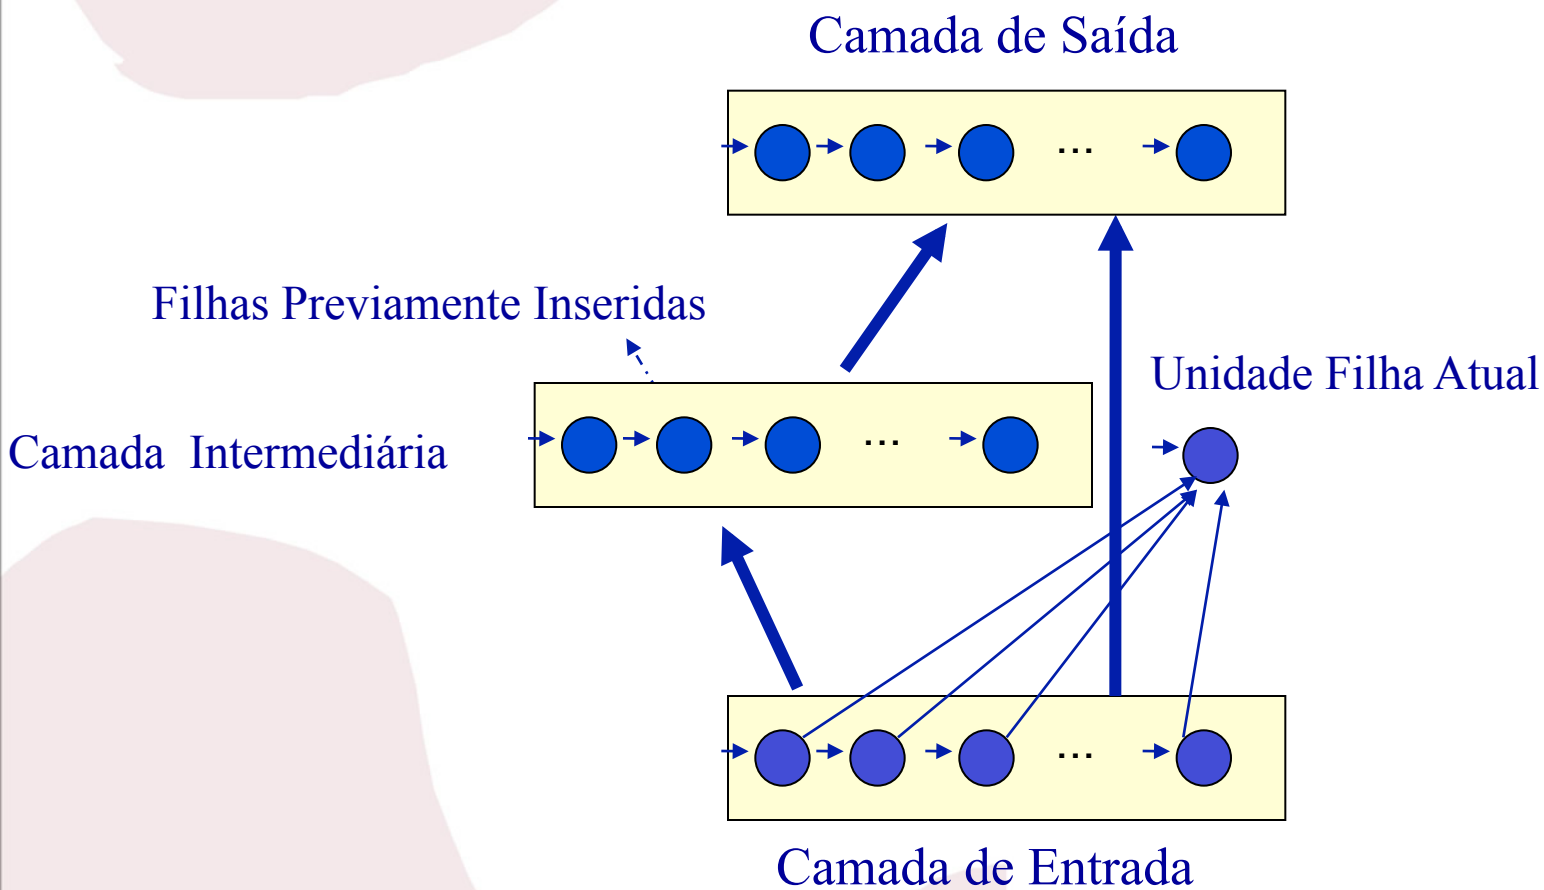 Camada de Saída
...
Filhas Previamente Inseridas
Unidade Filha Atual
...
Camada Intermediária
...
Camada de Entrada